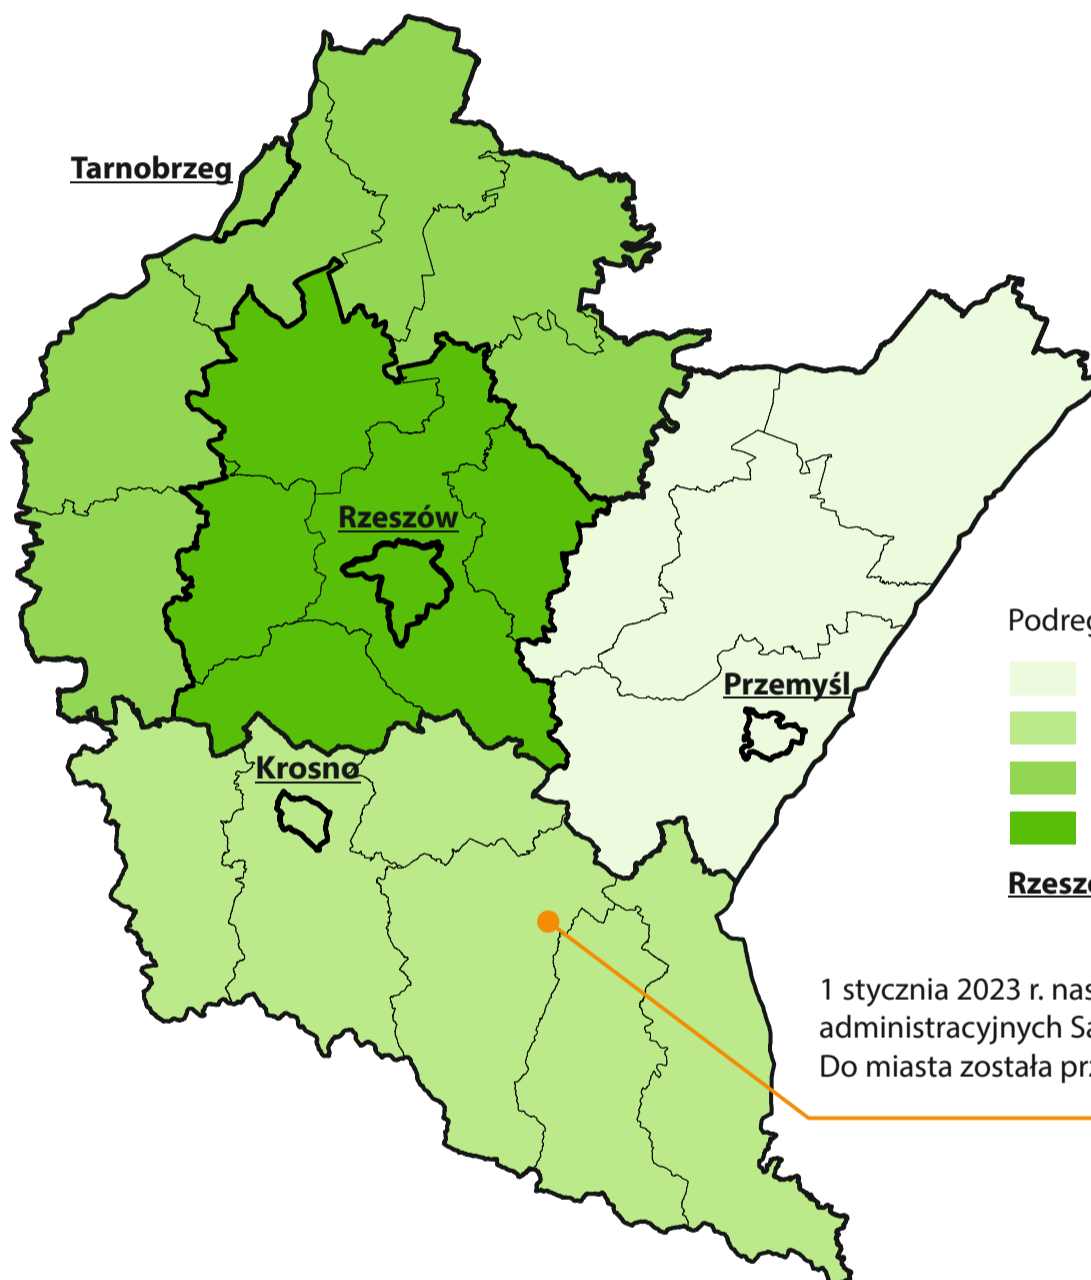 Tarnobrzeg
Rzeszów
Podreg
Przemyśl
Krosno
Rzesz
1 stycznia 2023 r. nas
administracyjnych Sa
Do miasta została prz